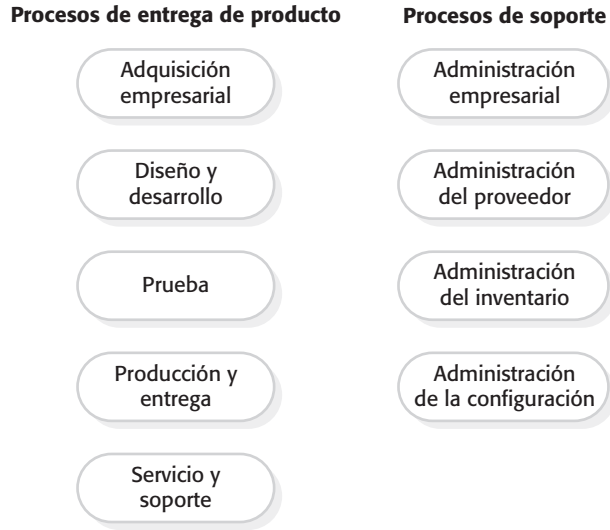 Procesos de entrega de producto
Adquisición
empresarial
Diseño y
desarrollo
Prueba
Producción y
entrega
Servicio y
soporte
Procesos de soporte
Administración
empresarial
Administración
del proveedor
Administración
del inventario
Administración
de la configuración